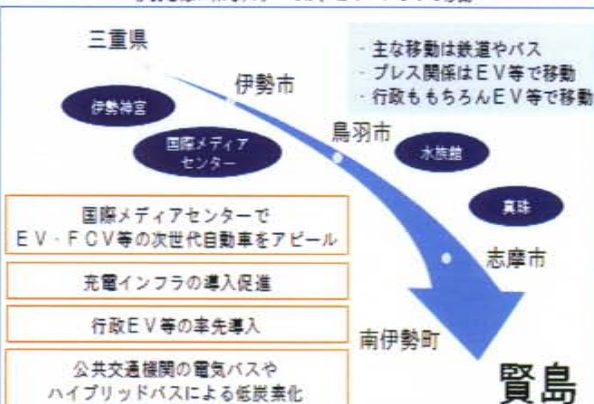 三重県
・主な移動は鉄道やバス
・プレス関係はEV等で移動
・行政ももちろんEV等で移動
伊勢市
伊勢神宮
国際メディア
センター
鳥羽市
水族館
真珠
国際メディアセンターで
EV・FCV等の次世代自動車をアピール
志摩市
充電インフラの導入促進
行政EV等の率先導入
南伊勢町
公共交通機関の電気バスや
ハイブリッドバスによる低炭素化
賢島